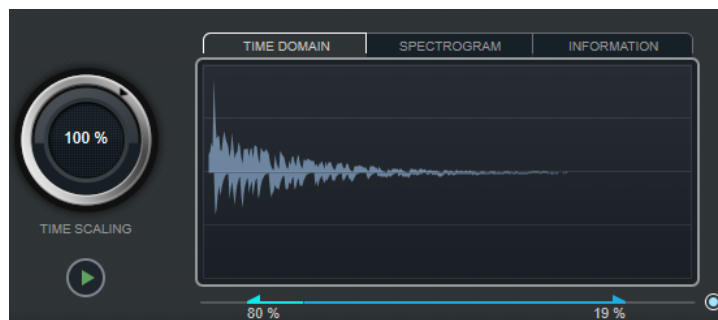 TIME DOMAIN SPECTROGRAM INFORMATION
100 %
TIME SCALING
80 % 19 %